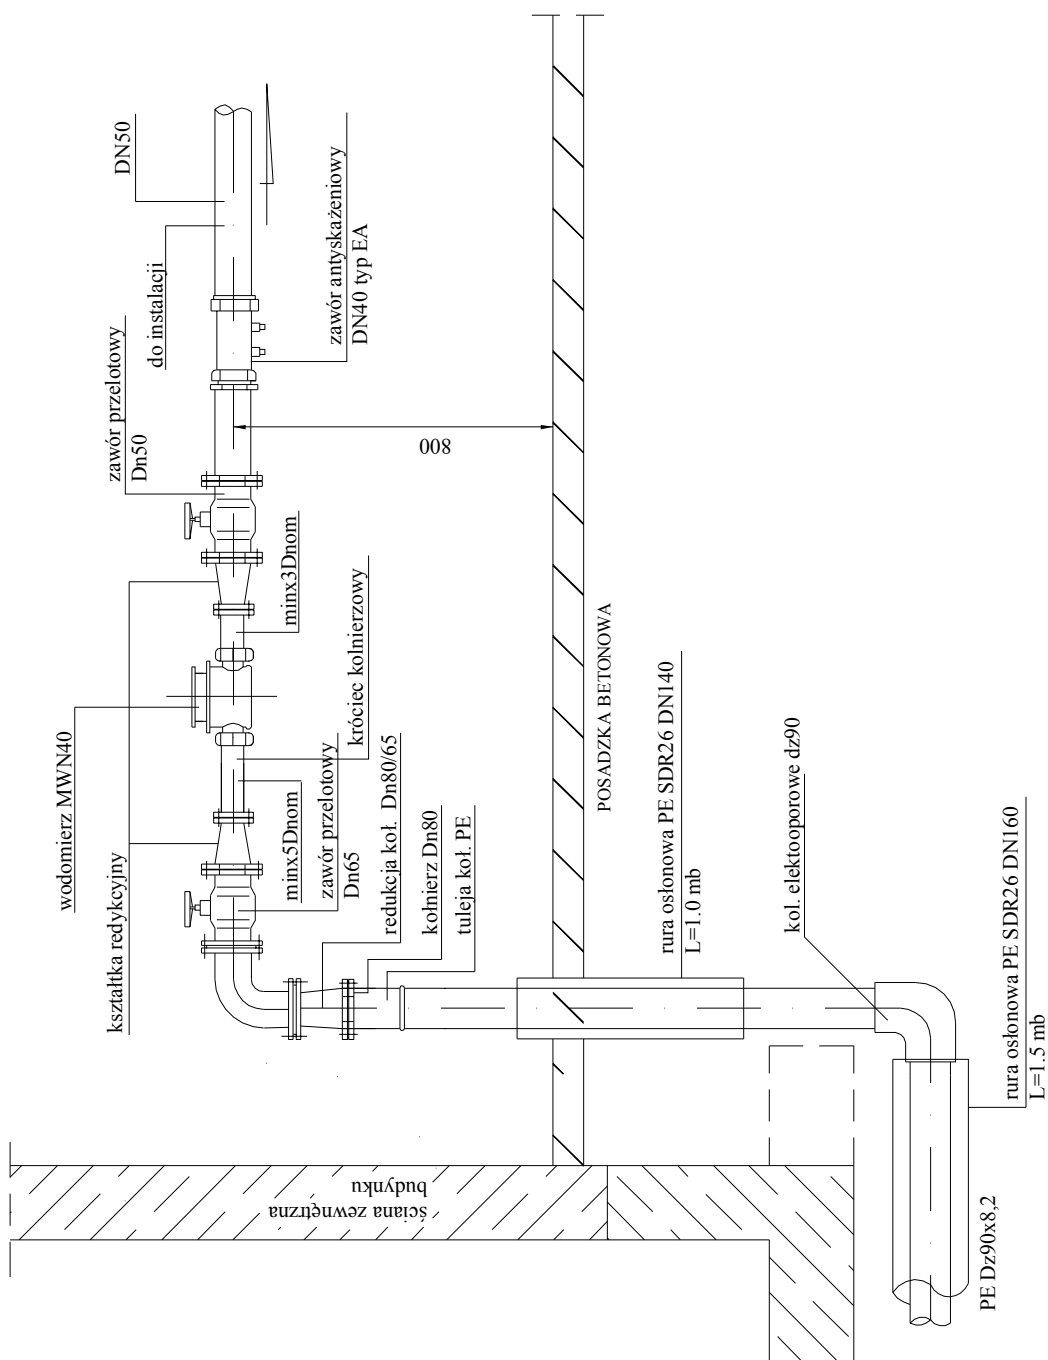 DN50
do instalacji
zawór antyskażeniowy
DN40 typ EA
zawór przelotowy
Dn50
800
minx3Dnom
króciec kolnierzowy
wodomierz MWN40
kształtka redykcyjny
minx5Dnom
zawór przelotowy
Dn65
redukcja koł. Dn80/65
kołnierz Dn80
tuleja koł. PE
POSADZKA BETONOWA
rura osłonowa PE SDR26 DN140
L=1.0 mb
kol. elektooporowe dz90
rura osłonowa PE SDR26 DN160
L=1.5 mb
ściana zewnętrzna
budynku
PE Dz90x8,2